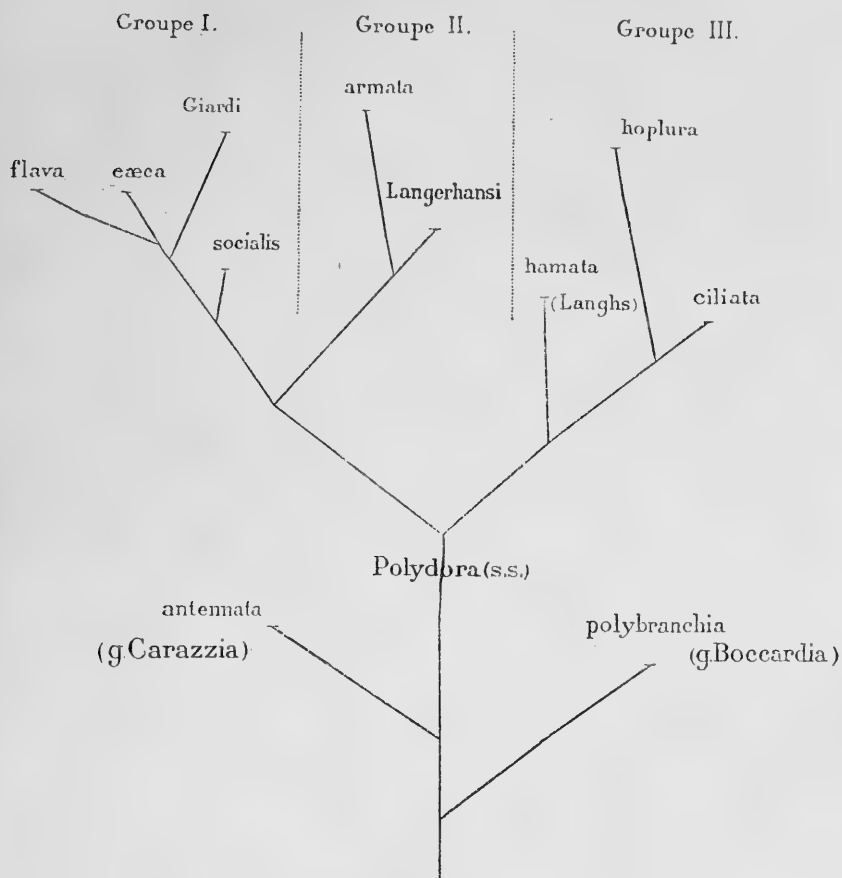 Groupe I.
Groupe II.
Groupe III.
armata
Giardi
hoplura
flava
cæca
Langerhansi
socialis
hamata
(Langhs)
ciliata
Polydora (s.s.)
antennata
(g.Carazzia)
polybranchia
(g.Boccardia)